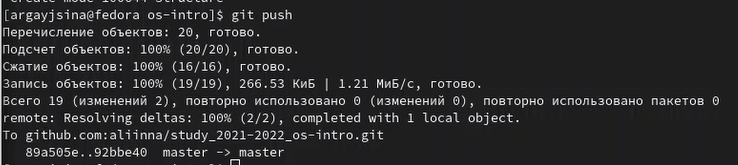 [argayjsina@fedora os-intro]$ git push
Перечисление объектов: 20, готово.
Подсчет объектов: 100% (20/20), готово.
Сжатие объектов: 100% (16/16), готово.
Запись объектов: 100% (19/19), 266.53 КиБ | 1.21 МиБ/с, готово.
Всего 19 (изменений 2), повторно использовано 0 (изменений 0), повторно использовано пакетов 0
remote: Resolving deltas: 100% (2/2), completed with 1 local object.
To github.com:aliinna/study_2021-2022_os-intro.git
89a505e..92bbe40 master -> master